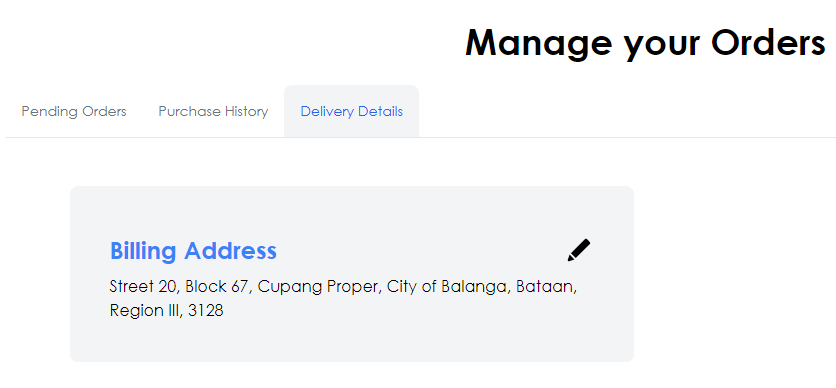 Manage your Orders
Pending Orders
Purchase History
Delivery Details
Billing Address
Street 20, Block 67, Cupang Proper, City of Balanga, Bataan,
Region III, 3128